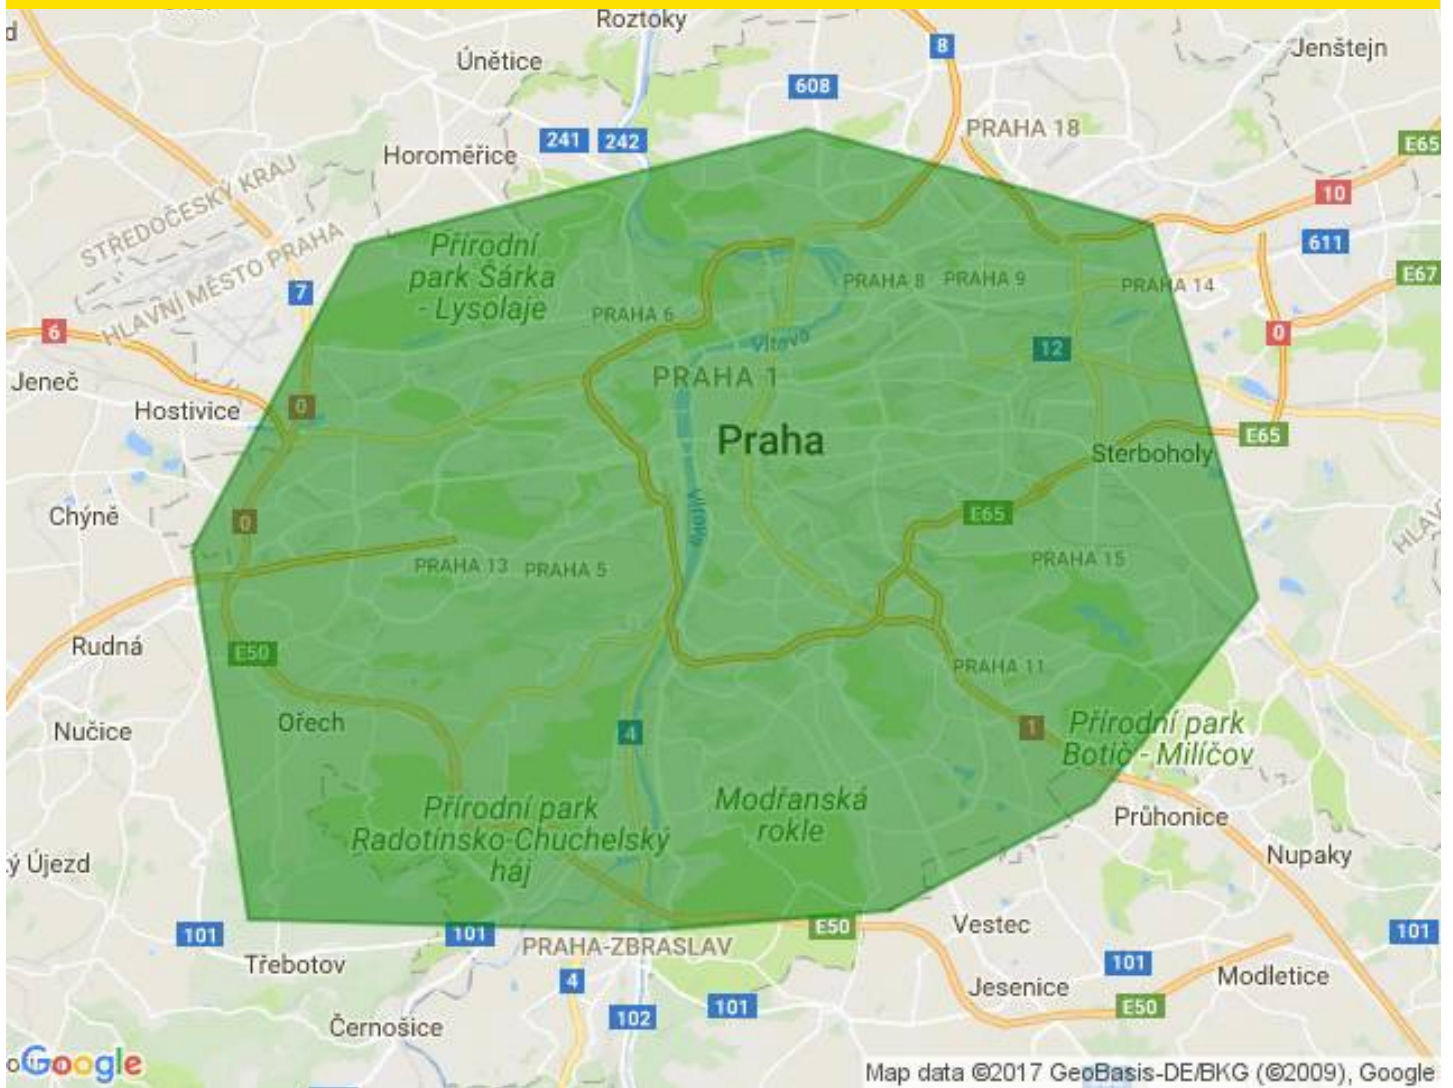 Roztoky
8
Jenštejn
Únětice
608
PRAHA 18
241
242
E65
Horoměřice
10
STŘEDOČESKÝ KRAJ
HLAVNÍ MĚSTO PRAHA
Přírodní
park Šárka
- Lysolaje
611
E67
PRAHA 8
PRAHA 9
PRAHA 14
7
PRAHA 6
6
0
Vltava
12
Jeneč
PRAHA 1
Hostivice
0
Praha
E65
Sterboholy
Chýně
0
E65
Vltava
PRAHA 13
PRAHA 5
PRAHA 15
Rudná
E50
PRAHA 11
Ořech
Nučice
4
1
Přírodní park
Botič - Milíčov
Přírodní park
Radotínsko-Chuchelský
háj
Modřanská
rokle
Průhonice
ý Újezd
Nupaky
101
101
E50
Vestec
101
PRAHA-ZBRASLAV
Třebotov
101
4
Jesenice
Modletice
102
101
E50
Černošice
Google
Map data ©2017 GeoBasis-DE/BKG (©2009), Google